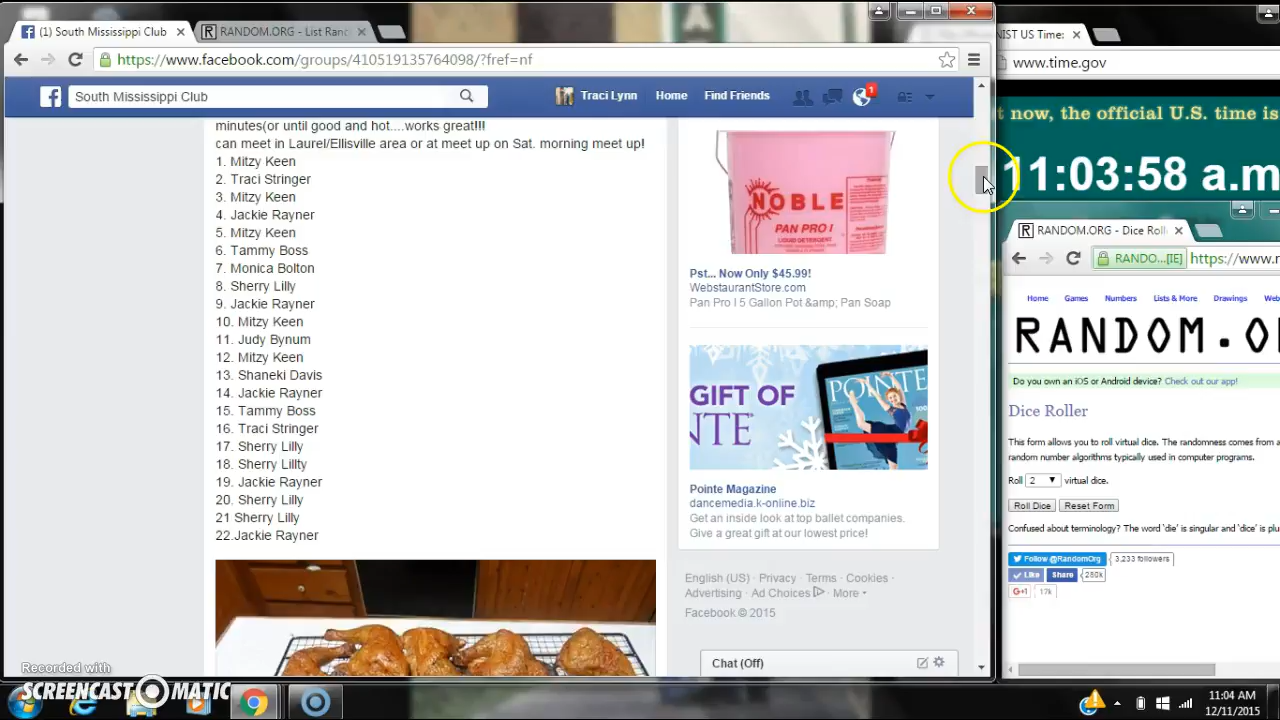 (1) South Mississippi Club
RANDOM.ORG - List Ran
NIST US Time:
https://www.facebook.com/groups/410519135764098/?fref=nf
www.time.gov
South Mississippi Club
Traci Lynn
Home
Find Friends
1
t now, the official U.S. time is
11:03:58 a.m
minutes(or until good and hot....works great!!!
can meet in Laurel/Ellisville area or at meet up on Sat. morning meet up!
1. Mitzy Keen
2. Traci Stringer
3. Mitzy Keen
4. Jackie Rayner
5. Mitzy Keen
6. Tammy Boss
7. Monica Bolton
8. Sherry Lilly
9. Jackie Rayner
10. Mitzy Keen
11. Judy Bynum
12. Mitzy Keen
13. Shaneki Davis
14. Jackie Rayner
15. Tammy Boss
16. Traci Stringer
17. Sherry Lilly
18. Sherry Lillty
19. Jackie Rayner
20. Sherry Lilly
21 Sherry Lilly
22.Jackie Rayner
NOBLE
PAN PRO I
LIQUID DETERGENT
Pst... Now Only $45.99!
WebstaurantStore.com
Pan Pro I 5 Gallon Pot &amp; Pan Soap
GIFT OF
NTE
POINTE
Pointe Magazine
dancemedia.k-online.biz
Get an inside look at top ballet companies.
Give a great gift at our lowest price!
English (US) · Privacy · Terms · Cookies ·
Advertising · Ad Choices · More
Facebook © 2015
Chat (Off)
RANDOM.ORG - Dice Roll
RANDO...[IE]
https://www.r
Home
Games
Numbers
Lists & More
Drawings
Web
RANDOM.O
Do you own an iOS or Android device? Check out our app!
Dice Roller
This form allows you to roll virtual dice. The randomness comes from a
random number algorithms typically used in computer programs.
Roll 2 virtual dice.
Roll Dice
Reset Form
Confused about terminology? The word 'die' is singular and 'dice' is plu
Follow @RandomOrg
3,233 followers
Like
Share
280k
G+1
17k
Recorded with
SCREENCAST MATIC
11:04 AM
12/11/2015